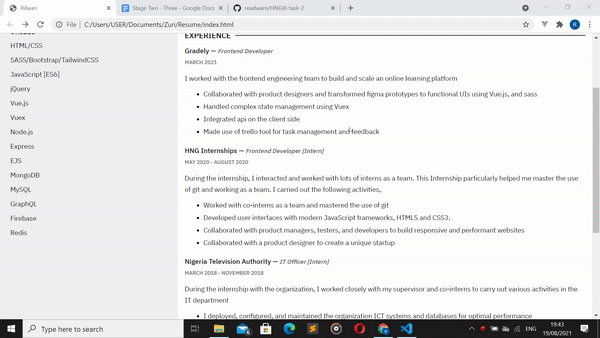 Rilwan
Stage Two - Three - Google Docs
readwarn/HNGi8-task-2
File
C:/Users/USER/Documents/Zuri/Resume/index.html
R
HTML/CSS
SASS/Bootstrap/TailwindCSS
JavaScript [ES6]
jQuery
Vue.js
Vuex
Node.js
Express
EJS
MongoDB
MySQL
GraphQL
Firebase
Redis
EXPERIENCE
Gradely — Frontend Developer
MARCH 2021
I worked with the frontend engineering team to build and scale an online learning platform
Collaborated with product designers and transformed figma prototypes to functional UIs using Vue.js, and sass
Handled complex state management using Vuex
Integrated api on the client side
Made use of trello tool for task management and feedback
HNG Internships — Frontend Developer [Intern]
MAY 2020 - AUGUST 2020
During the internship, I interacted and worked with lots of interns as a team. This Internship particularly helped me master the
use of git and working as a team. I carried out the following activities,
Worked with co-interns as a team and mastered the use of git
Developed user interfaces with modern JavaScript frameworks, HTML5 and CSS3.
Collaborated with product managers, testers, and developers to build responsive and performant websites
Collaborated with a product designer to create a unique startup
Nigeria Television Authority — IT Officer [Intern]
MARCH 2018 - NOVEMBER 2018
During the internship with the organization, I worked closely with my supervisor and co-interns to carry out various activities in the
IT department
I deployed, configured, and maintained the organization ICT systems and databases for optimal performance
Type here to search
ENG
19:43
19/08/2021